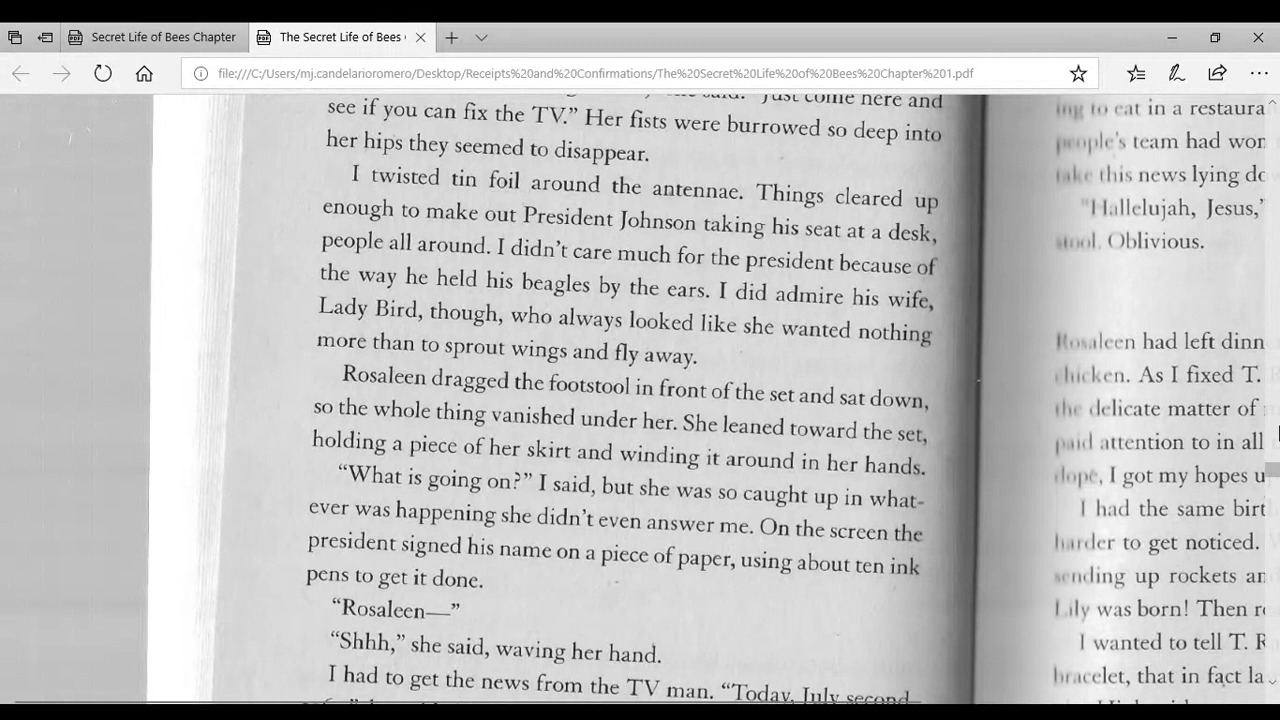 Secret Life of Bees Chapter
The Secret Life of Bees
file:///C:/Users/mj.candelarioromero/Desktop/Receipts%20and%20Confirmations/The%20Secret%20Life%20of%20Bees%20Chapter%201.pdf
"Just come here and
see if you can fix the TV.” Her fists were burrowed so deep into
her hips they seemed to disappear.
I twisted tin foil around the antennae. Things cleared up
enough to make out President Johnson taking his seat at a desk,
people all around. I didn’t care much for the president because of
the way he held his beagles by the ears. I did admire his wife,
Lady Bird, though, who always looked like she wanted nothing
more than to sprout wings and fly away.
Rosaleen dragged the footstool in front of the set and sat down,
so the whole thing vanished under her. She leaned toward the set,
holding a piece of her skirt and winding it around in her hands.
“What is going on?” I said, but she was so caught up in what-
ever was happening she didn’t even answer me. On the screen the
president signed his name on a piece of paper, using about ten ink
pens to get it done.
“Rosaleen—”
“Shhh,” she said, waving her hand.
I had to get the news from the TV man. “Today, July second
ing to eat in a restaura
people’s team had wor
take this news lying do
“Hallelujah, Jesus,”
stool. Oblivious.
Rosaleen had left dinn
chicken. As I fixed T.
the delicate matter of
paid attention to in all
dope, I got my hopes u
I had the same birt
harder to get noticed.
sending up rockets an
Lily was born! Then re
I wanted to tell T. R
bracelet, that in fact la